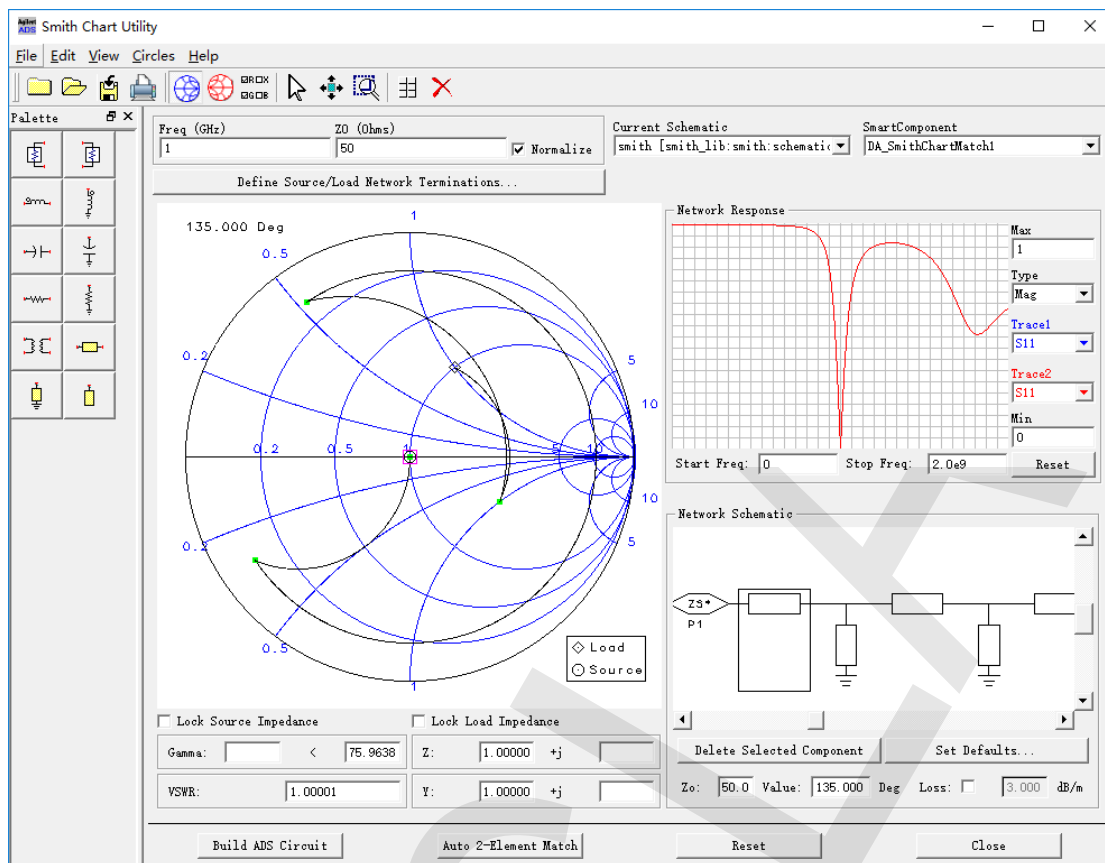 Agilent
ADS
Smith Chart Utility
File Edit View Circles Help
Palette
Freq (GHz)
1
Z0 (Ohms)
50
Normalize
Current Schematic
smith [smith_lib:smith:schematic
SmartComponent
DA_SmithChartMatch1
Define Source/Load Network Terminations...
135.000 Deg
1
0.5
0.2
5
10
0.2 0.5 1 5 10
10
5
0.2
0.5
1
Load
Source
Network Response
Max
1
Type
Mag
Trace1
S11
Trace2
S11
Min
0
Start Freq: 0 Stop Freq: 2.0e9 Reset
Network Schematic
ZS*
P1
Lock Source Impedance
Lock Load Impedance
Gamma: < 75.9638
Z: 1.00000 +j
VSWR: 1.00001
Y: 1.00000 +j
Delete Selected Component Set Defaults...
Zo: 50.0 Value: 135.000 Deg Loss: 3.000 dB/m
Build ADS Circuit Auto 2-Element Match Reset Close